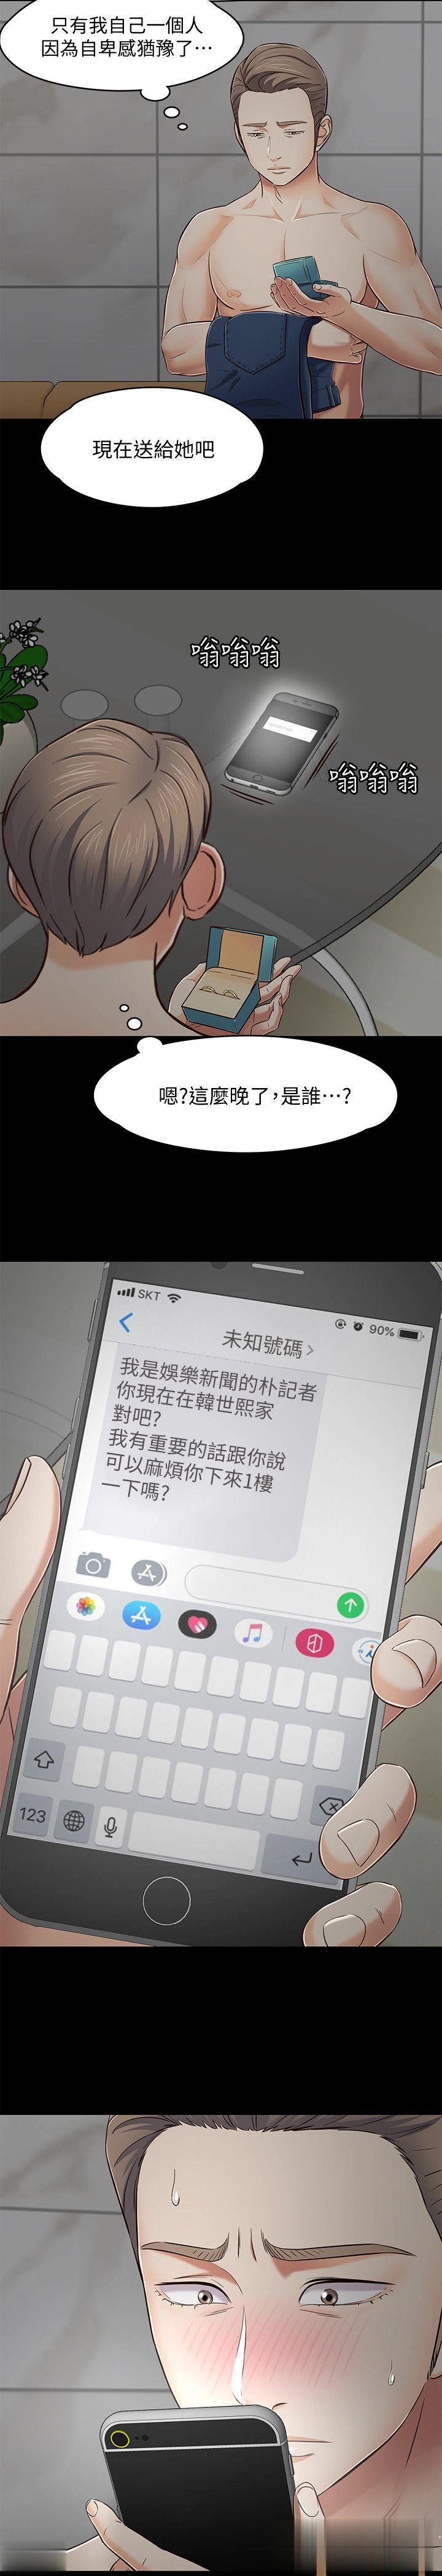 只有我自己一個人
因為自卑感猶豫了…
現在送給她吧
嗡嗡嗡
嗡嗡嗡
嗯?這麼晚了,是誰…?
SKT
90%
未知號碼
我是娛樂新聞的朴記者
你現在在韓世熙家
對吧?
我有重要的話跟你說
可以麻煩你下來1樓
一下嗎?
123